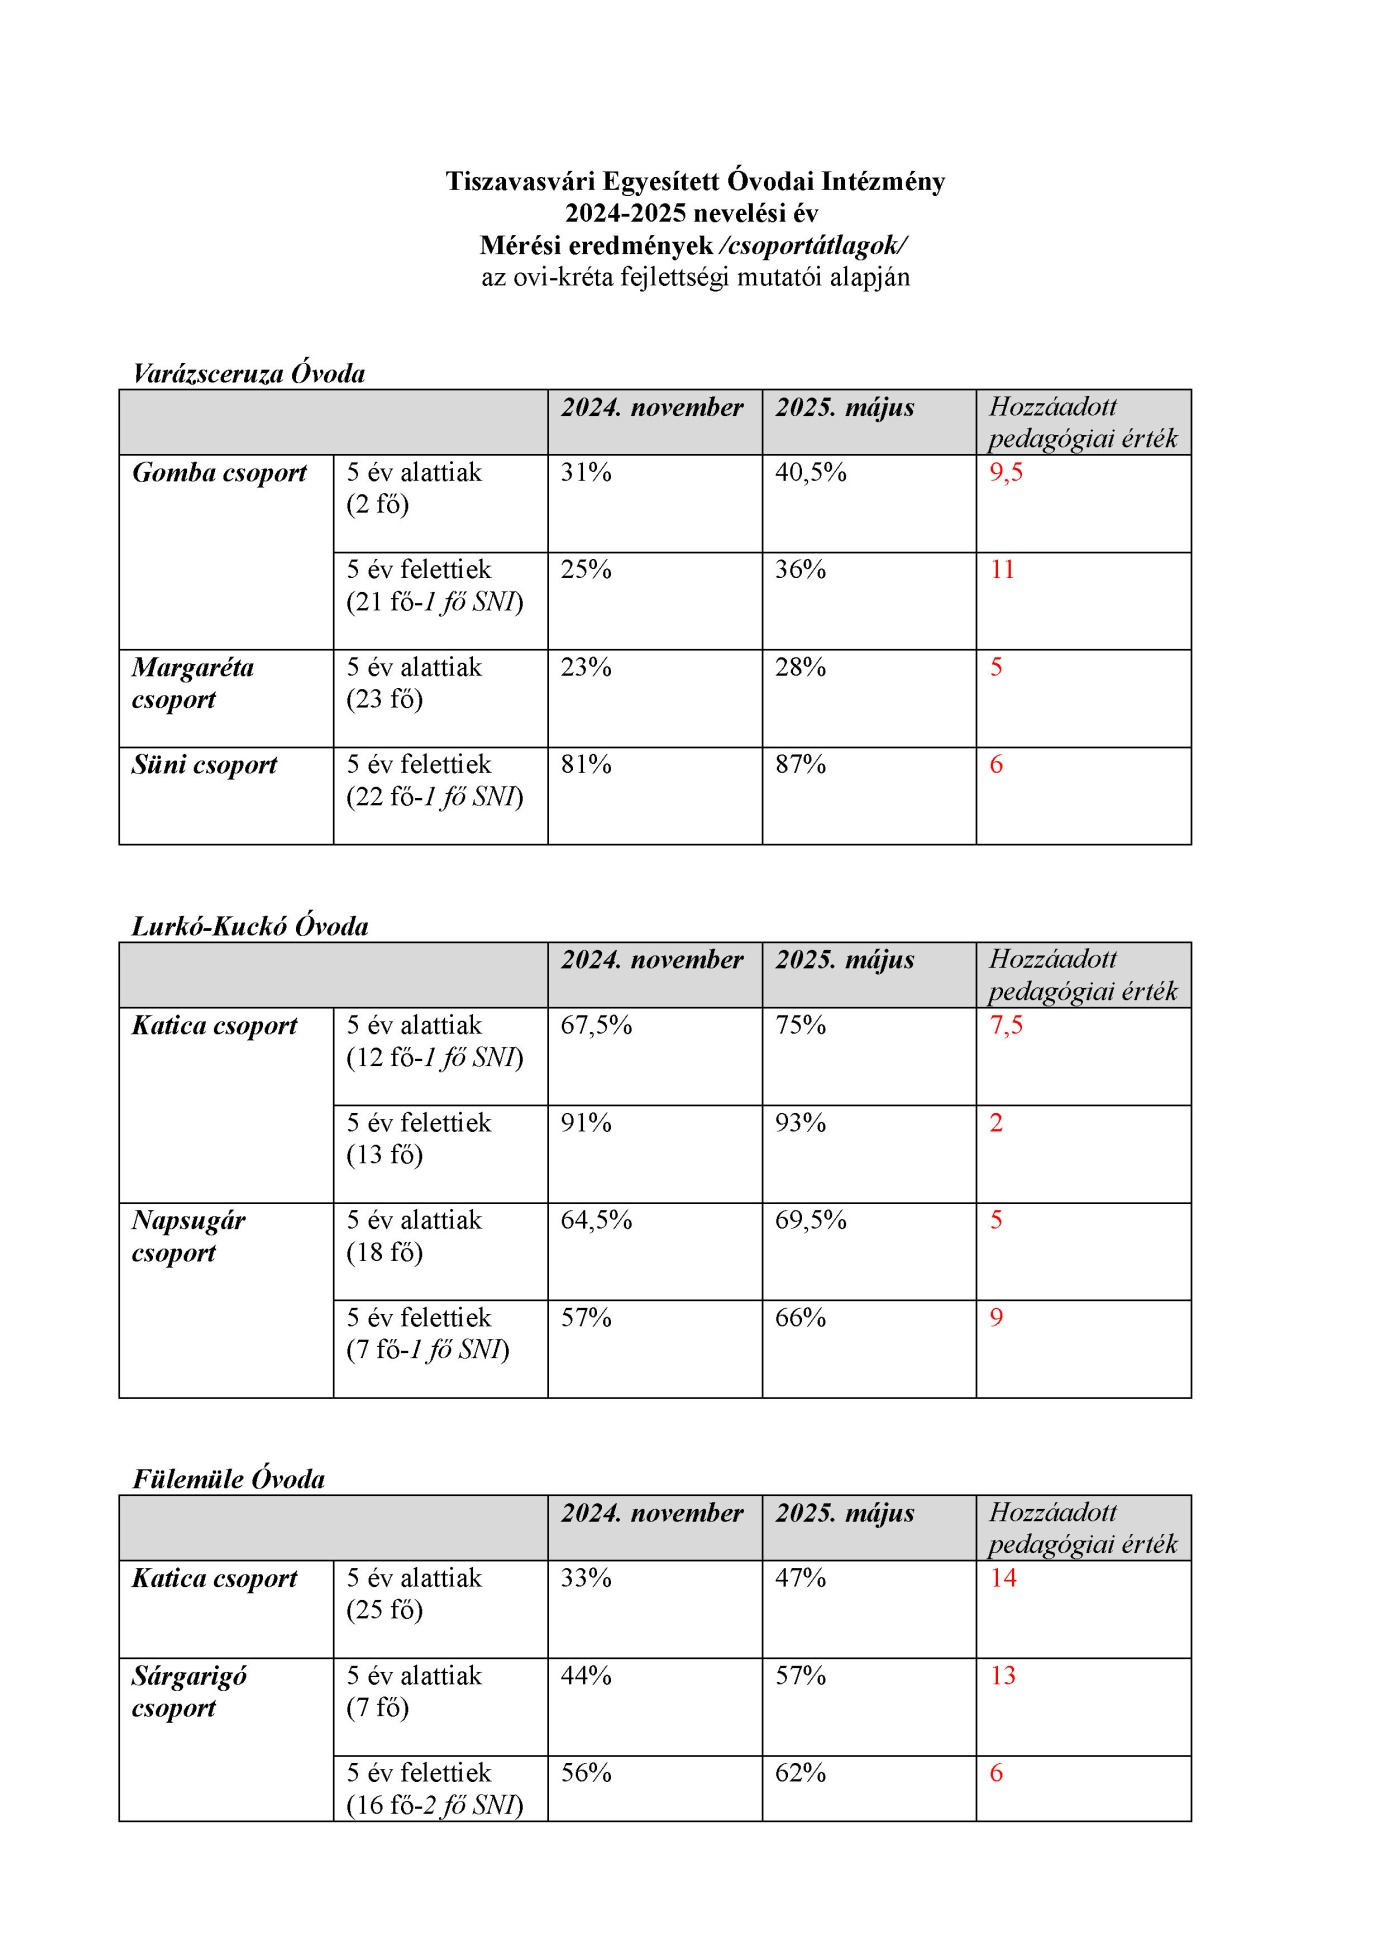 Tiszavasvári Egyesített Óvodai Intézmény
2024-2025 nevelési év
Mérési eredmények /csoportátlagok/
az ovi-kréta fejlettségi mutatói alapján
Varázsceruza Óvoda
2024. november 2025. május Hozzáadott
pedagógiai érték
Gomba csoport 5 év alattiak 31% 40,5% 9,5
(2 fő)
5 év felettiek 25% 36% 11
(21 fő-1 fő SNI)
Margaréta 5 év alattiak 23% 28% 5
csoport (23 fő)
Süni csoport 5 év felettiek 81% 87% 6
(22 fő-1 fő SNI)
Lurkó-Kuckó Óvoda
2024. november 2025. május Hozzáadott
pedagógiai érték
Katica csoport 5 év alattiak 67,5% 75% 7,5
(12 fő-1 fő SNI)
5 év felettiek 91% 93% 2
(13 fő)
Napsugár 5 év alattiak 64,5% 69,5% 5
csoport (18 fő)
5 év felettiek 57% 66% 9
(7 fő-1 fő SNI)
Fülemüle Óvoda
2024. november 2025. május Hozzáadott
pedagógiai érték
Katica csoport 5 év alattiak 33% 47% 14
(25 fő)
Sárgarigó 5 év alattiak 44% 57% 13
csoport (7 fő)
5 év felettiek 56% 62% 6
(16 fő-2 fő SNI)